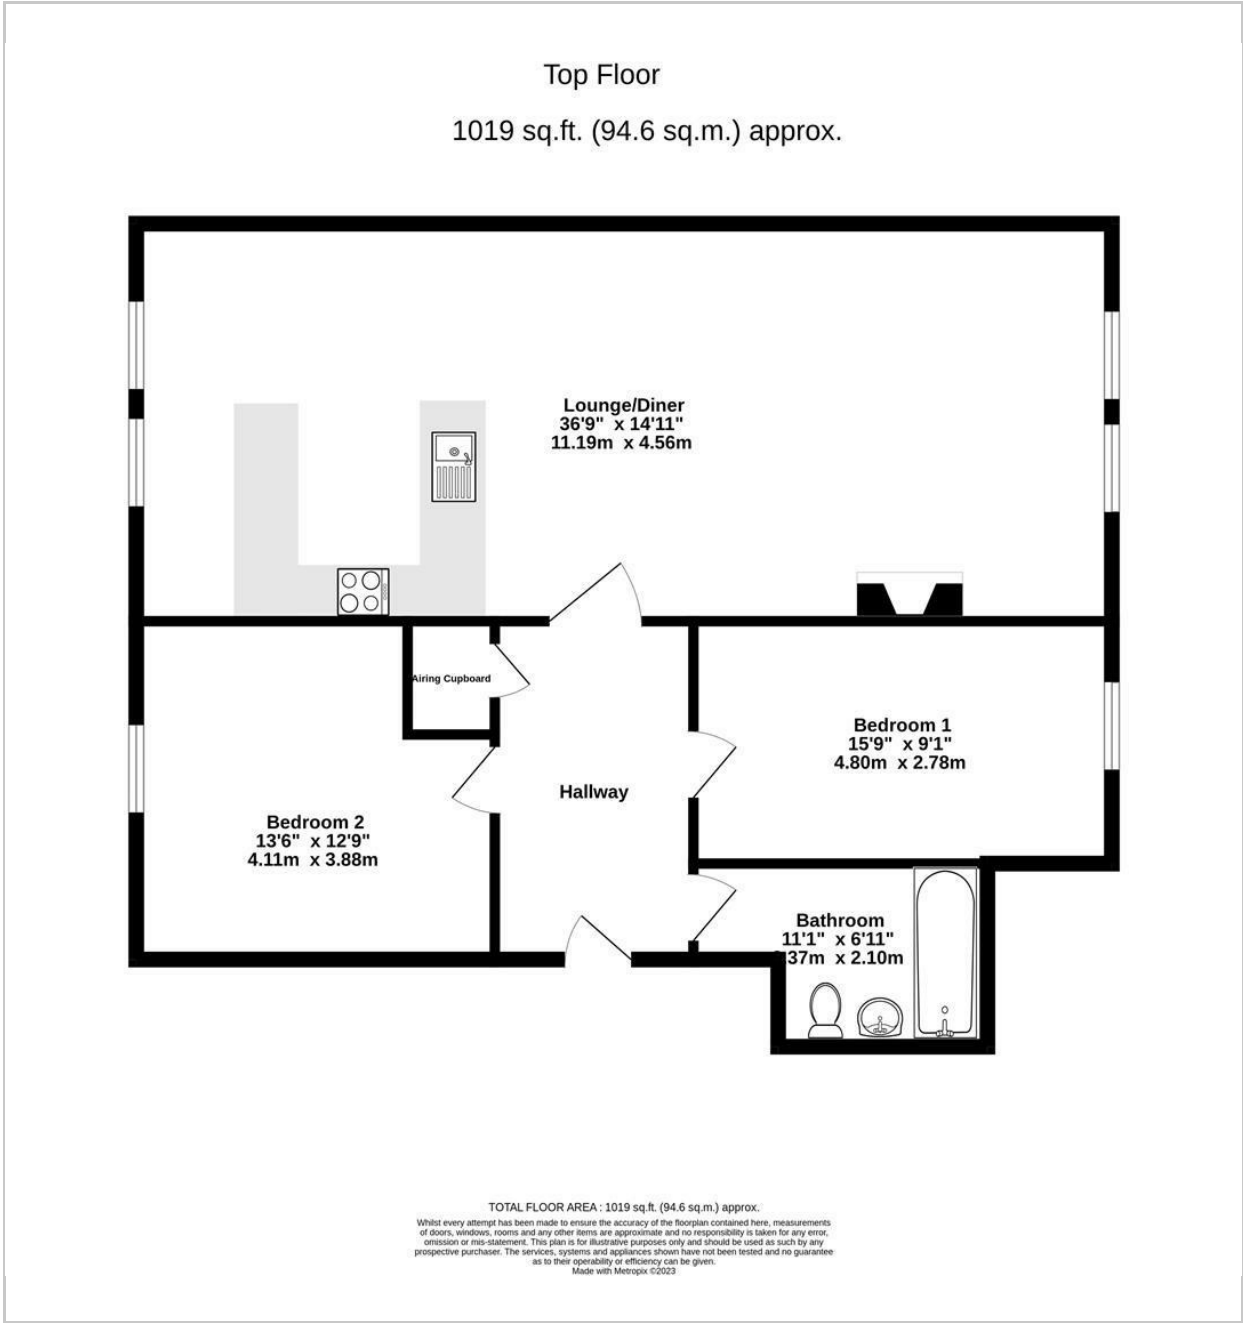 Top Floor
1019 sq.ft. (94.6 sq.m.) approx.
Lounge/Diner
36'9"  x 14'11"
11.19m  x 4.56m
Airing Cupboard
Bedroom 1
15'9"  x 9'1"
4.80m  x 2.78m
Hallway
Bedroom 2
13'6"  x 12'9"
4.11m  x 3.88m
Bathroom
11'1"  x 6'11"
x 2.10m
TOTAL FLOOR AREA : 1019 sq.ft. (94.6 sq.m.) approx.
Whilst every attempt has been made to ensure the accuracy of the floorplan contained here, measurements
of doors, windows, rooms and any other items are approximate and no responsibility is taken for any error,
omission or mis-statement. This plan is for illustrative purposes only and should be used as such by any
prospective purchaser. The services, systems and appliances shown have not been tested and no guarantee
as to their operability or efficiency can be given.
Made with Metropix ©2023